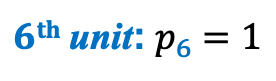 6th unit: p₆ = 1